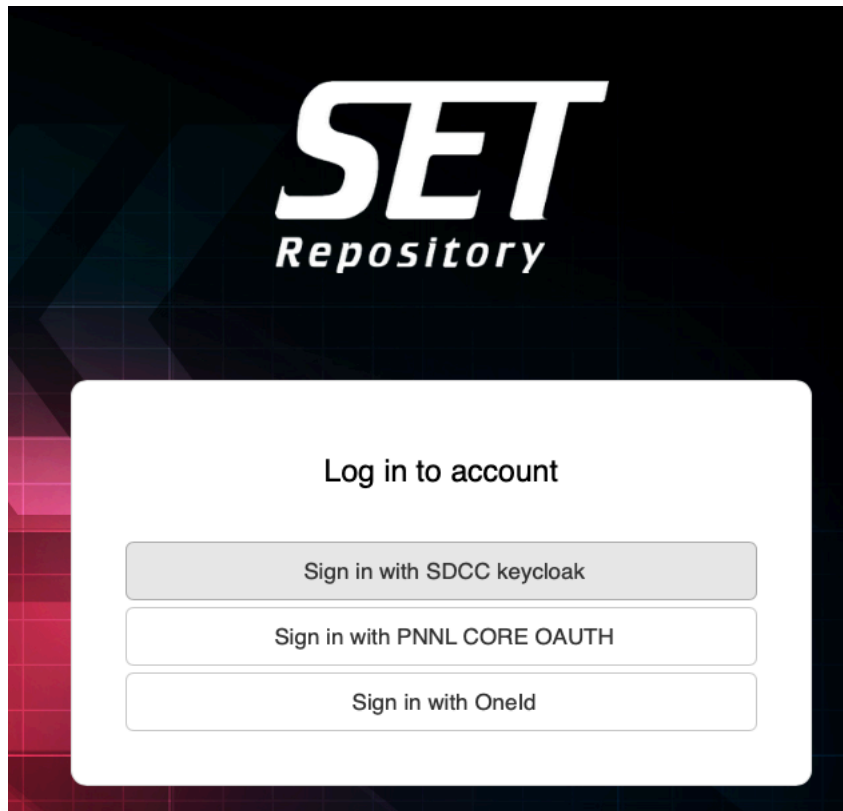 SET
Repository
Log in to account
Sign in with SDCC keycloak
Sign in with PNNL CORE OAUTH
Sign in with OneId